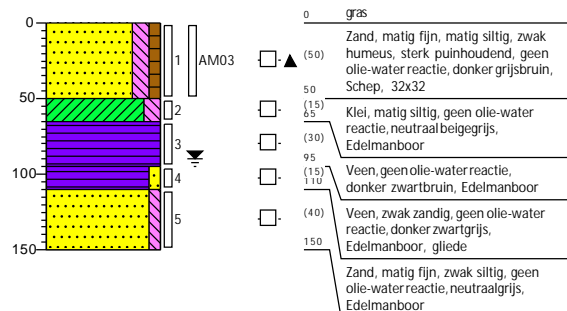 0
gras
Zand, matig fijn, matig siltig, zwak
humeus, sterk puinhoudend, geen
olie-water reactie, donker grijsbruin,
Schep, 32x32
1
AM03
(50)
50
50
2
(15)
65
Klei, matig siltig, geen olie-water
reactie, neutraal beigegrijs,
Edelmanboor
3
(30)
95
Veen, geen olie-water reactie,
donker zwartbruin, Edelmanboor
100
4
(15)
110
Veen, zwak zandig, geen olie-water
reactie, donker zwartgrijs,
Edelmanboor, gliede
5
(40)
150
150
Zand, matig fijn, zwak siltig, geen
olie-water reactie, neutraalgrijs,
Edelmanboor
0